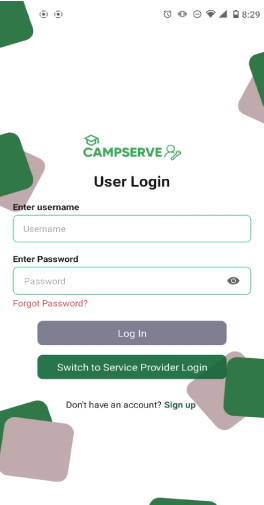 8:29
CAMPSERVE
User Login
Enter username
Username
Enter Password
Password
Forgot Password?
Log In
Switch to Service Provider Login
Don't have an account? Sign up